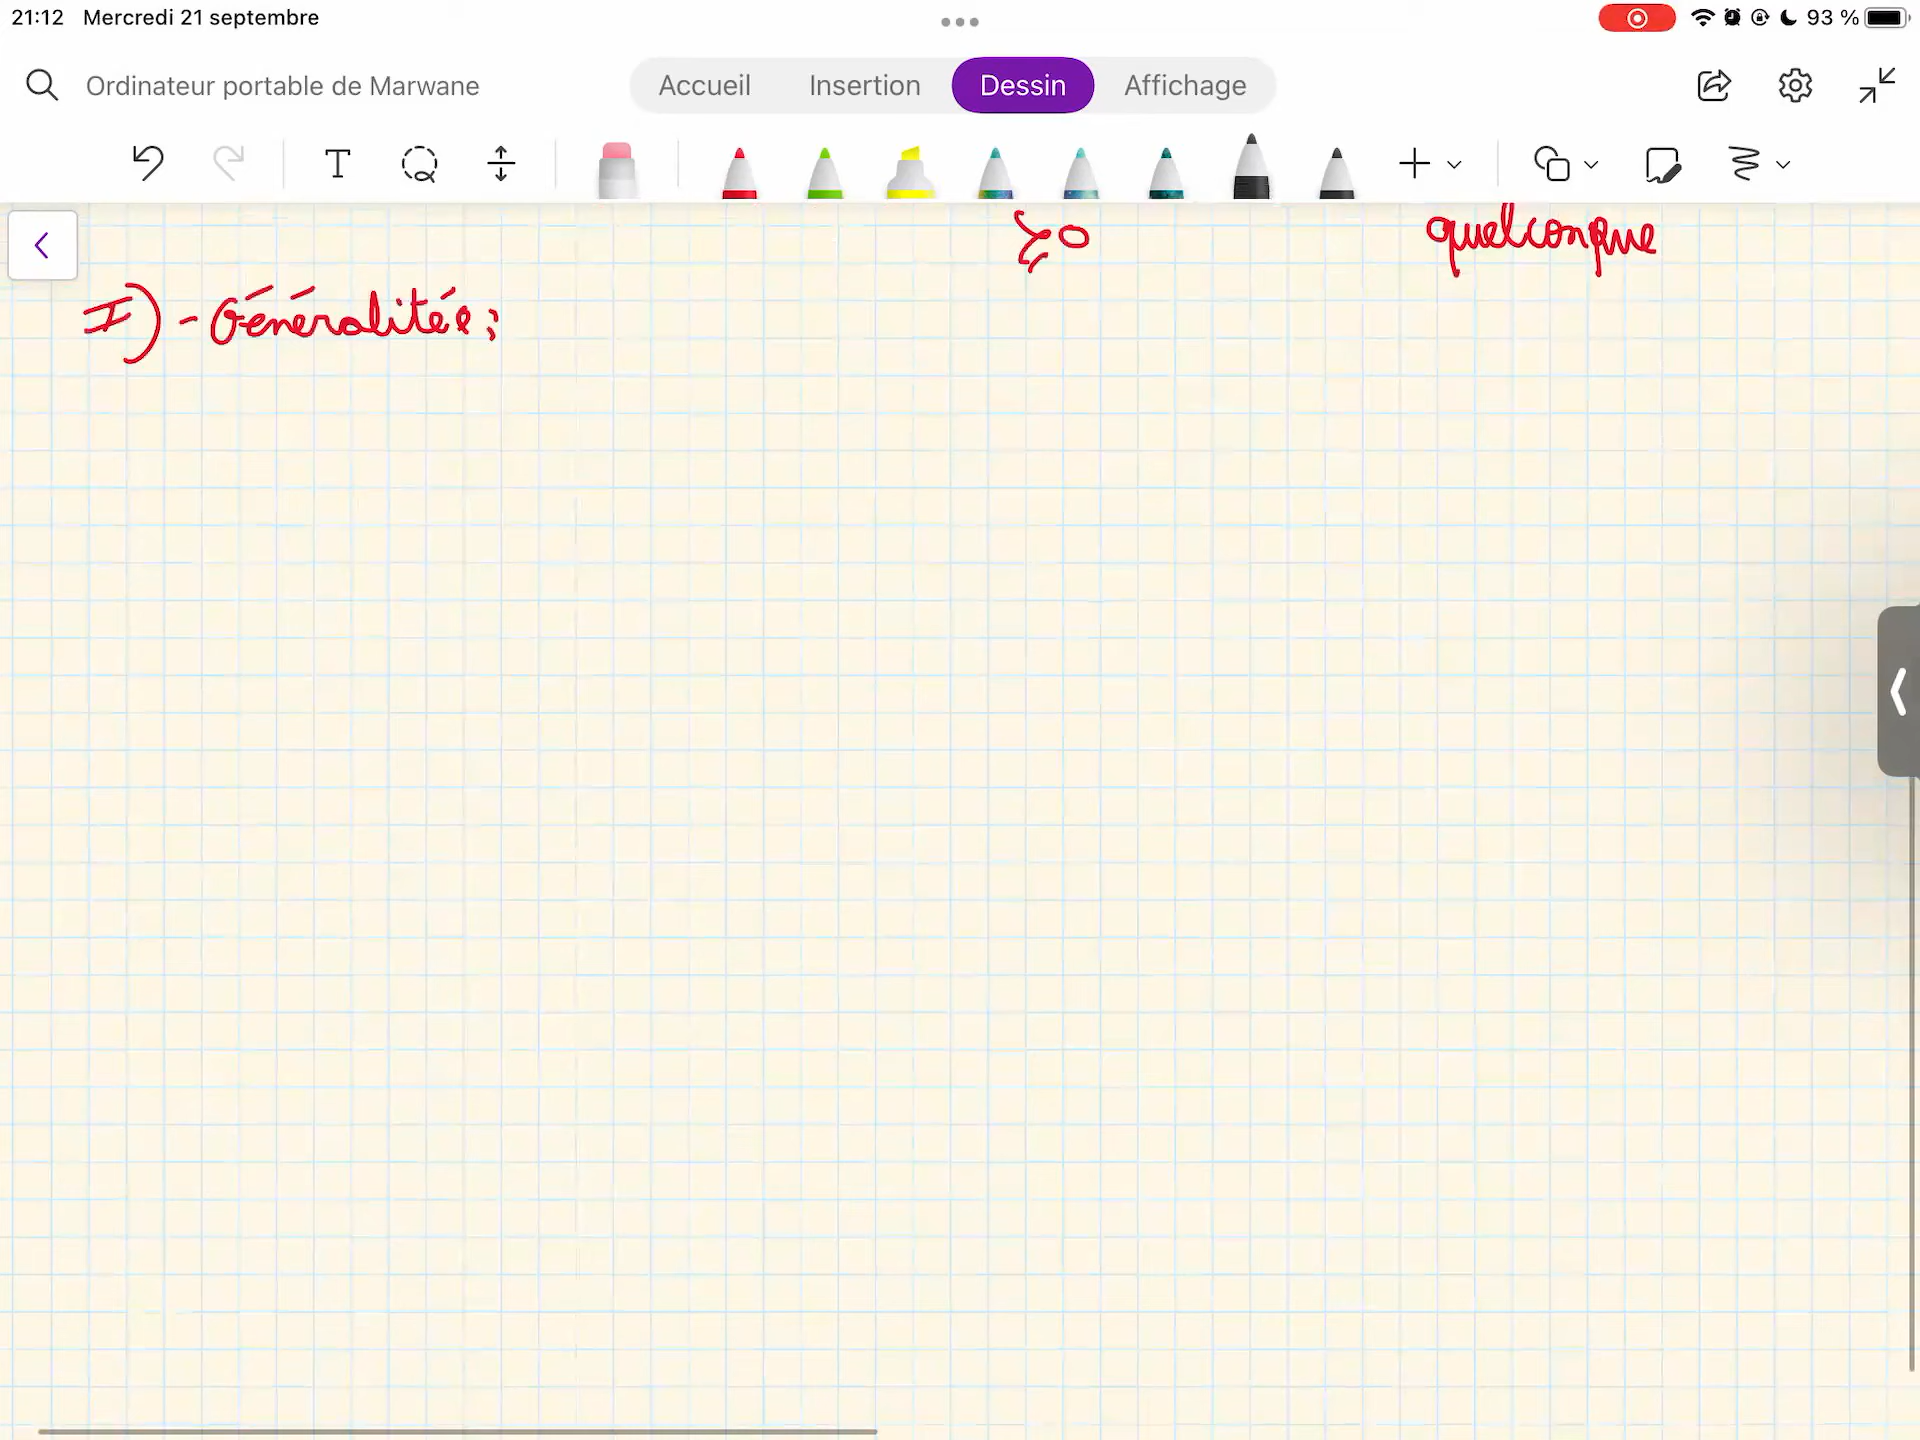 21:12 Mercredi 21 septembre 93 %
Ordinateur portable de Marwane Accueil Insertion Dessin Affichage
T
≥0 quelconque
I) - Généralités :